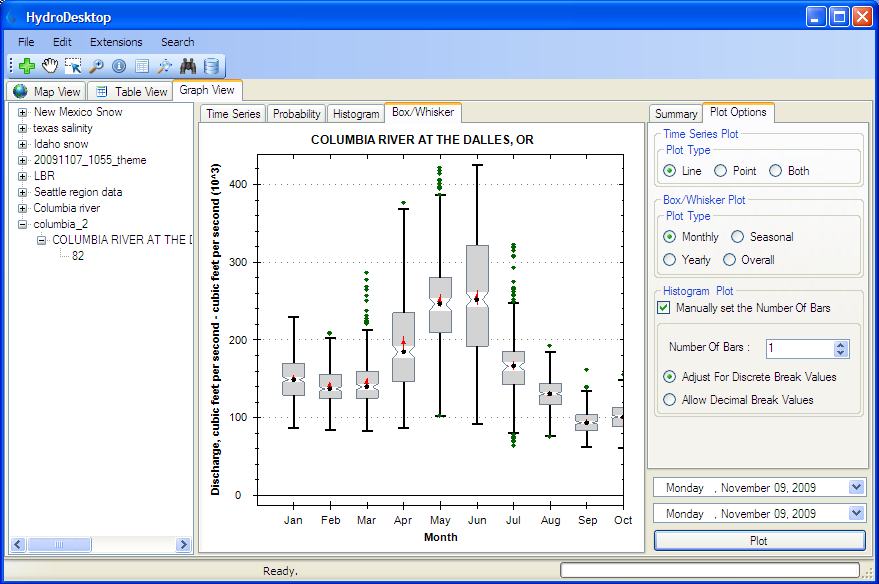 HydroDesktop
File Edit Extensions Search
Map View Table View Graph View
New Mexico Snow
texas salinity
Idaho snow
20091107_1055_theme
LBR
Seattle region data
Columbia river
columbia_2
COLUMBIA RIVER AT THE D
82
Time Series Probability Histogram Box/Whisker
COLUMBIA RIVER AT THE DALLES, OR
Discharge, cubic feet per second - cubic feet per second (10^3)
400
300
200
100
0
Jan Feb Mar Apr May Jun Jul Aug Sep Oct
Month
Summary Plot Options
Time Series Plot
Plot Type
Line Point Both
Box/Whisker Plot
Plot Type
Monthly Seasonal
Yearly Overall
Histogram Plot
Manually set the Number Of Bars
Number Of Bars : 1
Adjust For Discrete Break Values
Allow Decimal Break Values
Monday , November 09, 2009
Monday , November 09, 2009
Plot
Ready.